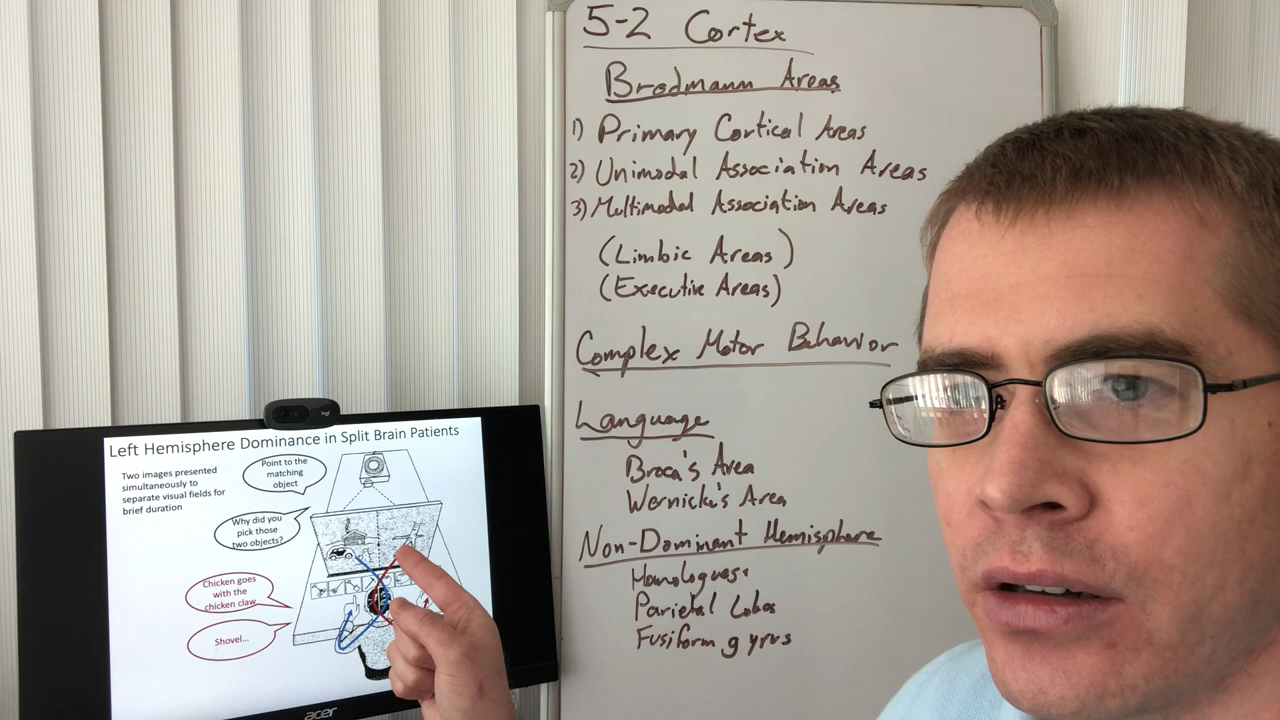 5-2 Cortex
Brodmann Areas
1) Primary Cortical Areas
2) Unimodal Association Areas
3) Multimodal Association Areas
(Limbic Areas)
(Executive Areas)
Complex Motor Behavior
Language
Broca's Area
Wernicke's Area
Non-Dominant Hemisphere
Homologues
Parietal Lobes
Fusiform gyrus
logi
Left Hemisphere Dominance in Split Brain Patients
Two images presented
simultaneously to
separate visual fields for
brief duration
Point to the
matching
object
Why did you
pick those
two objects?
Chicken goes
with the
chicken claw
Shovel...
acer